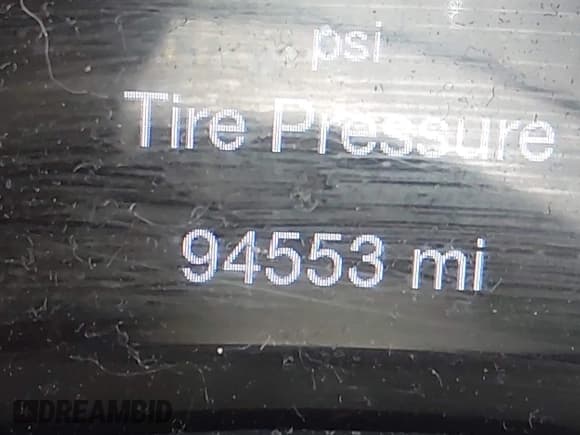 psi
Tire Pressure
94553 mi
DREAMBID